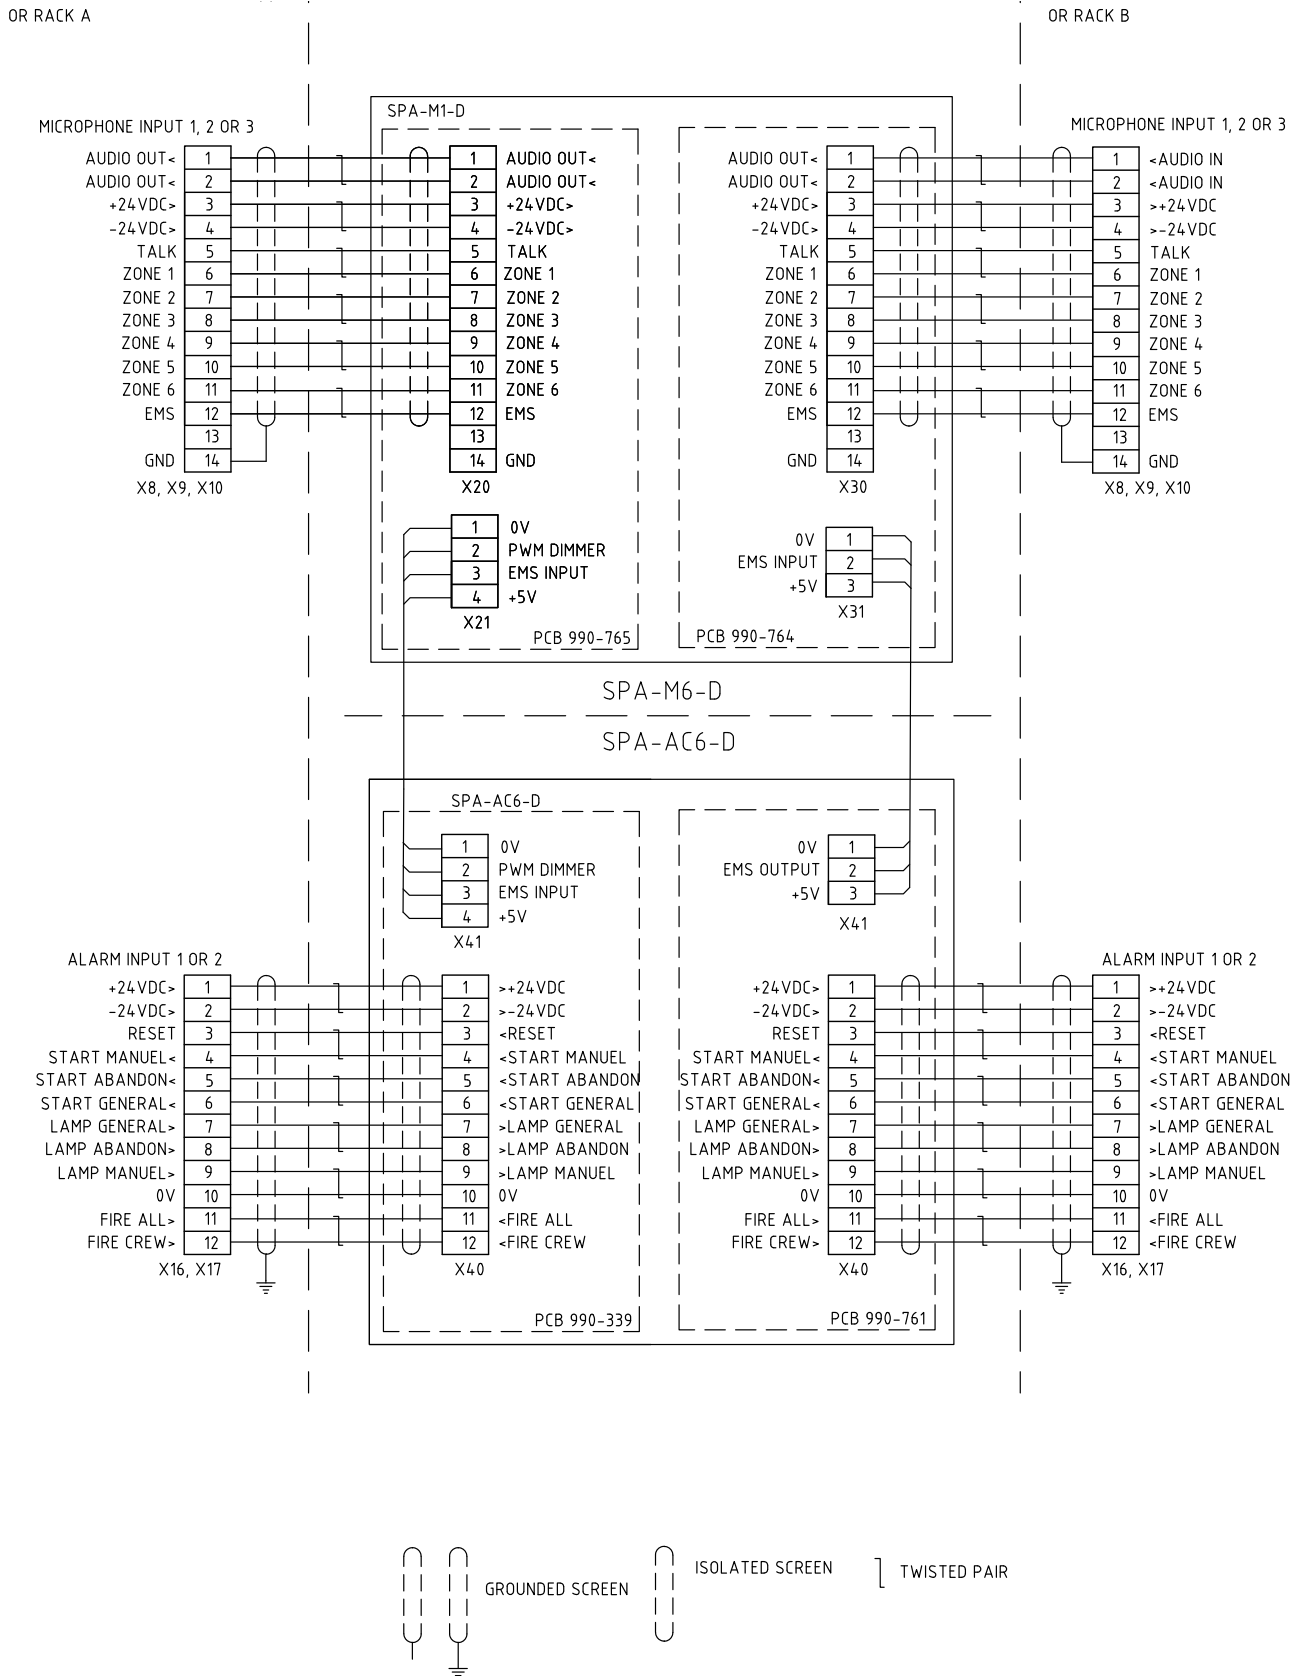 OR RACK A
OR RACK B
SPA-M1-D
MICROPHONE INPUT 1, 2 OR 3
AUDIO OUT< 1
AUDIO OUT< 2
+24VDC> 3
-24VDC> 4
TALK 5
ZONE 1 6
ZONE 2 7
ZONE 3 8
ZONE 4 9
ZONE 5 10
ZONE 6 11
EMS 12
13
GND 14
X8, X9, X10
1 AUDIO OUT<
2 AUDIO OUT<
3 +24VDC>
4 -24VDC>
5 TALK
6 ZONE 1
7 ZONE 2
8 ZONE 3
9 ZONE 4
10 ZONE 5
11 ZONE 6
12 EMS
13
14 GND
X20
1 0V
2 PWM DIMMER
3 EMS INPUT
4 +5V
X21
PCB 990-765
AUDIO OUT< 1
AUDIO OUT< 2
+24VDC> 3
-24VDC> 4
TALK 5
ZONE 1 6
ZONE 2 7
ZONE 3 8
ZONE 4 9
ZONE 5 10
ZONE 6 11
EMS 12
13
GND 14
X30
0V 1
EMS INPUT 2
+5V 3
X31
PCB 990-764
MICROPHONE INPUT 1, 2 OR 3
1 <AUDIO IN
2 <AUDIO IN
3 >+24VDC
4 >-24VDC
5 TALK
6 ZONE 1
7 ZONE 2
8 ZONE 3
9 ZONE 4
10 ZONE 5
11 ZONE 6
12 EMS
13
14 GND
X8, X9, X10
SPA-M6-D
SPA-AC6-D
SPA-AC6-D
1 0V
2 PWM DIMMER
3 EMS INPUT
4 +5V
X41
0V 1
EMS OUTPUT 2
+5V 3
X41
ALARM INPUT 1 OR 2
+24VDC> 1
-24VDC> 2
RESET 3
START MANUEL< 4
START ABANDON< 5
START GENERAL< 6
LAMP GENERAL> 7
LAMP ABANDON> 8
LAMP MANUEL> 9
0V 10
FIRE ALL> 11
FIRE CREW> 12
X16, X17
1 >+24VDC
2 >-24VDC
3 <RESET
4 <START MANUEL
5 <START ABANDON
6 <START GENERAL
7 >LAMP GENERAL
8 >LAMP ABANDON
9 >LAMP MANUEL
10 0V
11 <FIRE ALL
12 <FIRE CREW
X40
PCB 990-339
+24VDC> 1
-24VDC> 2
RESET 3
START MANUEL< 4
START ABANDON< 5
START GENERAL< 6
LAMP GENERAL> 7
LAMP ABANDON> 8
LAMP MANUEL> 9
0V 10
FIRE ALL> 11
FIRE CREW> 12
X40
PCB 990-761
ALARM INPUT 1 OR 2
1 >+24VDC
2 >-24VDC
3 <RESET
4 <START MANUEL
5 <START ABANDON
6 <START GENERAL
7 >LAMP GENERAL
8 >LAMP ABANDON
9 >LAMP MANUEL
10 0V
11 <FIRE ALL
12 <FIRE CREW
X16, X17
GROUNDED SCREEN
ISOLATED SCREEN
TWISTED PAIR